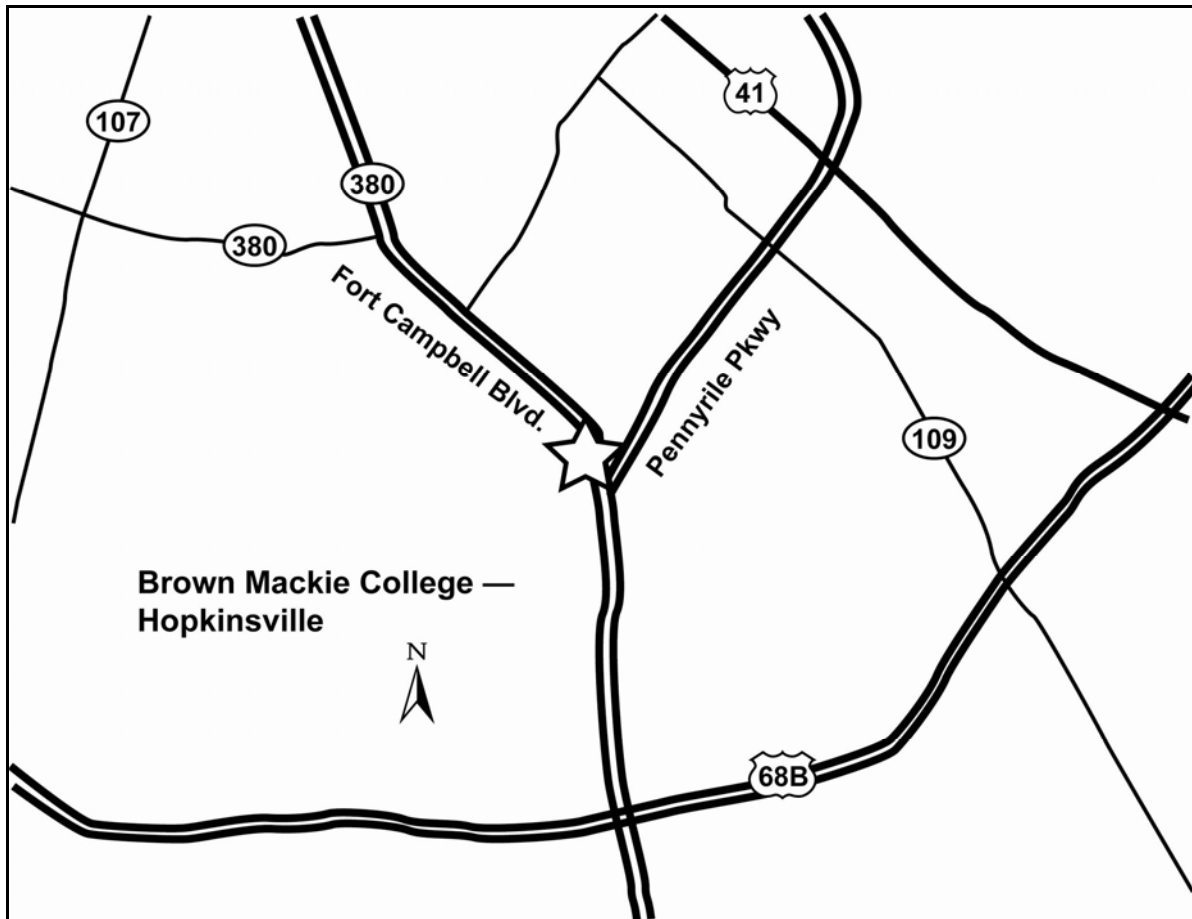 41
107
380
380
Fort Campbell Blvd.
Pennyrile Pkwy
109
Brown Mackie College —
Hopkinsville
N
68B